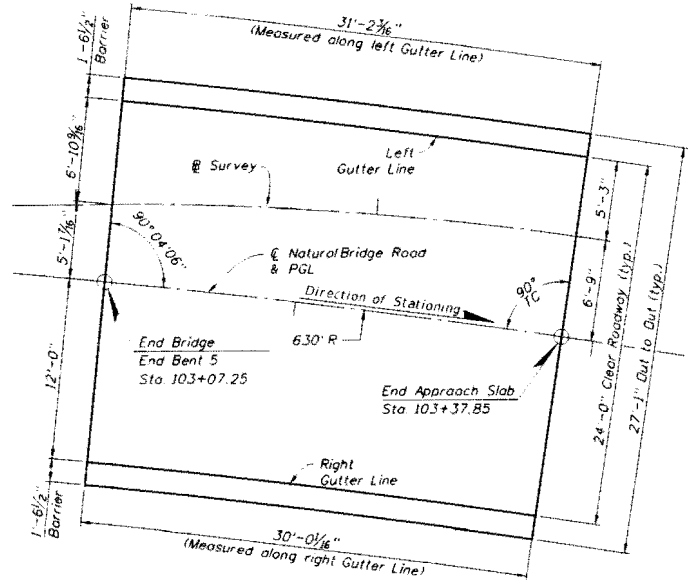 31'-2 3/16"
(Measured along left Gutter Line)
1'-6 1/2"
Barrier
6'-10 9/16"
5'-1 7/16"
12'-0"
1'-6 1/2"
Barrier
Left
Gutter Line
℄ Survey
90° 04' 06"
℄ Natural Bridge Road
& PGL
Direction of Stationing
90°
TC
630' R
End Bridge
End Bent 5
Sta. 103+07.25
End Approach Slab
Sta. 103+37.85
Right
Gutter Line
5'-3"
6'-9"
24'-0" Clear Roadway (typ.)
27'-1" Out to Out (typ.)
30'-0 1/16"
(Measured along right Gutter Line)